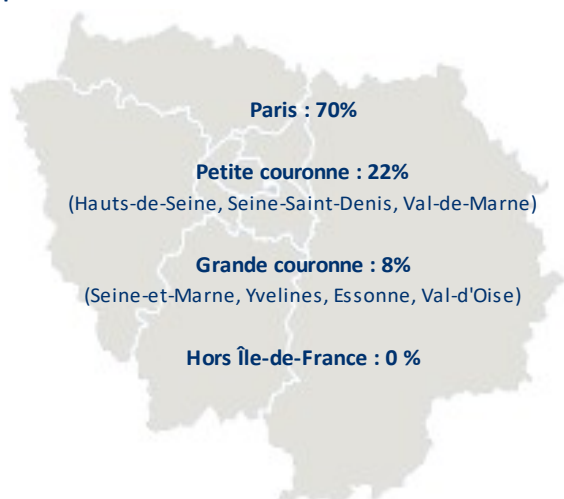 Paris : 70%
Petite couronne : 22%
(Hauts-de-Seine, Seine-Saint-Denis, Val-de-Marne)
Grande couronne : 8%
(Seine-et-Marne, Yvelines, Essonne, Val-d'Oise)
Hors Île-de-France : 0 %